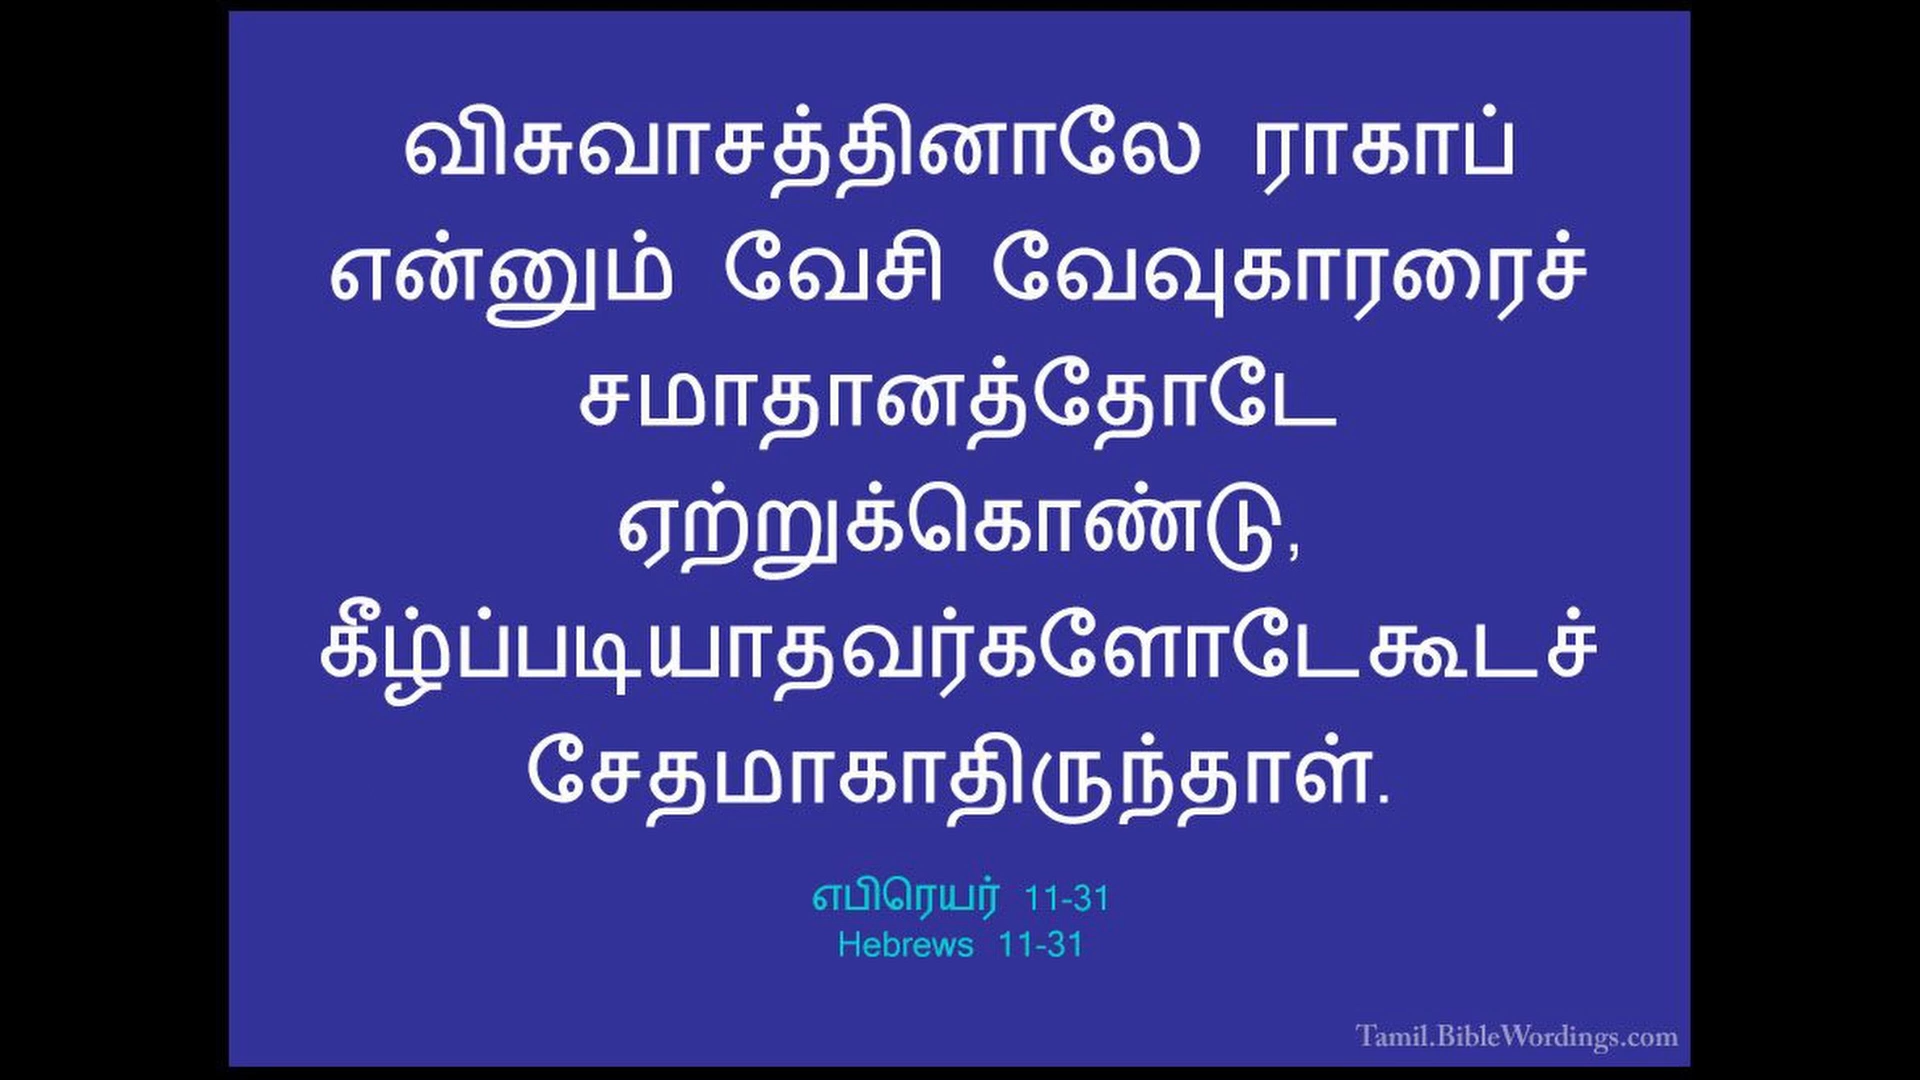 விசுவாசத்தினாலே ராகாப்
என்னும் வேசி வேவுகாரரைச்
சமாதானத்தோடே
ஏற்றுக்கொண்டு,
கீழ்ப்படியாதவர்களோடேகூடச்
சேதமாகாதிருந்தாள்.
எபிரெயர் 11-31
Hebrews 11-31
Tamil.BibleWordings.com